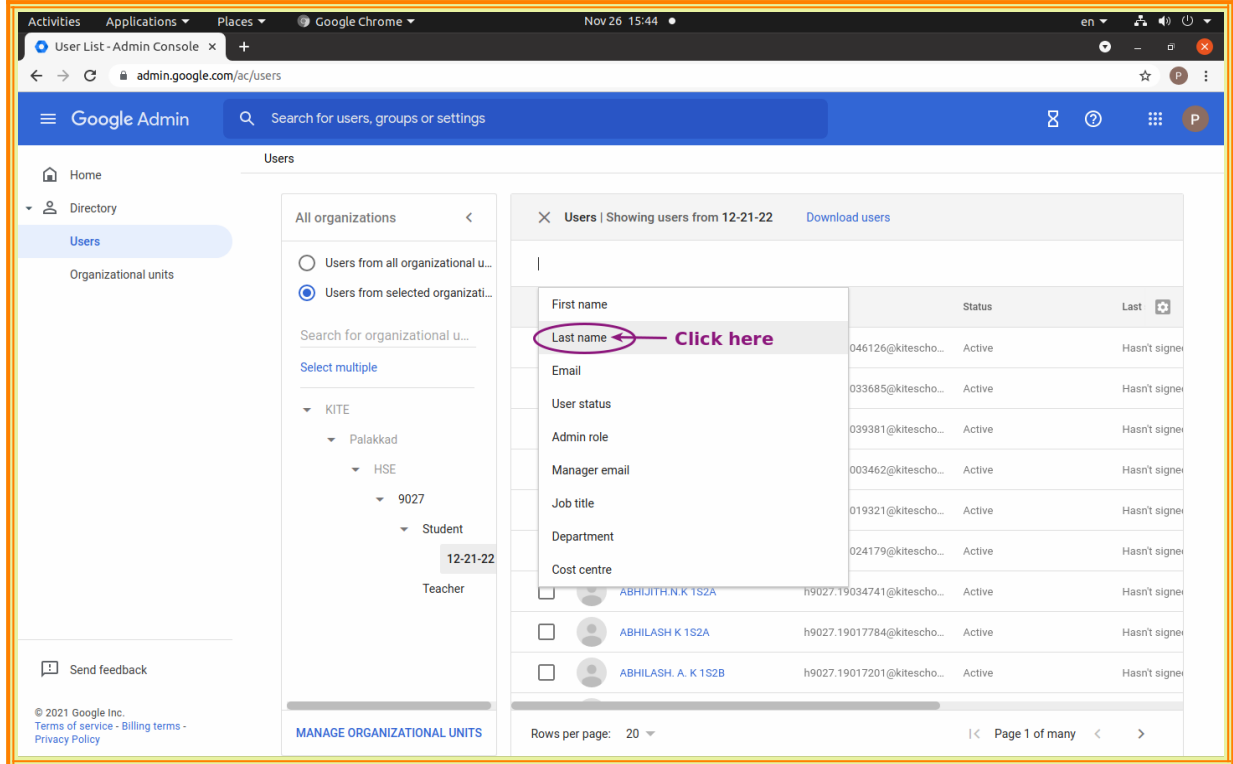 Activities Applications Places Google Chrome Nov 26 15:44 en
User List - Admin Console
admin.google.com/ac/users P
Google Admin Search for users, groups or settings P
Users
Home
Directory
Users
Organizational units
Send feedback
© 2021 Google Inc.
Terms of service - Billing terms -
Privacy Policy
All organizations
Users from all organizational u...
Users from selected organizati...
Search for organizational u...
Select multiple
KITE
Palakkad
HSE
9027
Student
12-21-22
Teacher
MANAGE ORGANIZATIONAL UNITS
Users | Showing users from 12-21-22 Download users
First name
Last name Click here
Email
User status
Admin role
Manager email
Job title
Department
Cost centre
Status Last
046126@kitescho... Active Hasn't signe
033685@kitescho... Active Hasn't signe
039381@kitescho... Active Hasn't signe
003462@kitescho... Active Hasn't signe
019321@kitescho... Active Hasn't signe
024179@kitescho... Active Hasn't signe
ABHIJITH.N.K 1S2A h9027.19034741@kitescho... Active Hasn't signe
ABHILASH K 1S2A h9027.19017784@kitescho... Active Hasn't signe
ABHILASH. A. K 1S2B h9027.19017201@kitescho... Active Hasn't signe
Rows per page: 20 Page 1 of many